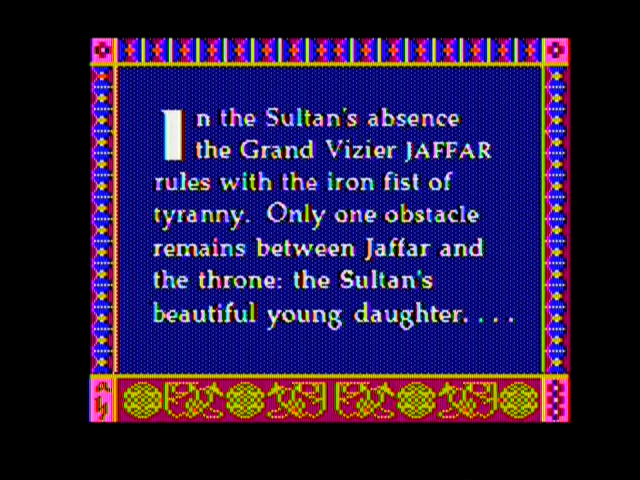 In the Sultan's absence
the Grand Vizier JAFFAR
rules with the iron fist of
tyranny. Only one obstacle
remains between Jaffar and
the throne: the Sultan's
beautiful young daughter....